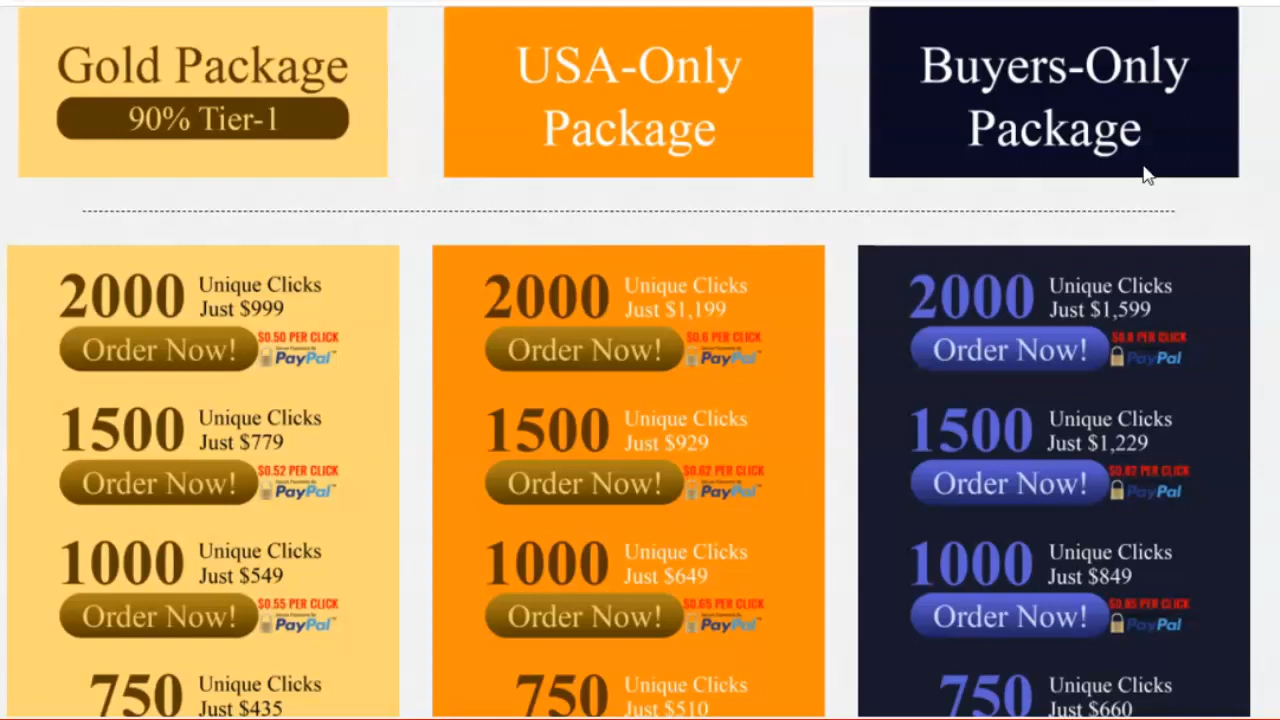 Gold Package
90% Tier-1
USA-Only
Package
Buyers-Only
Package
2000 Unique Clicks
Just $999
$0.50 PER CLICK
Order Now! PayPal
1500 Unique Clicks
Just $779
$0.52 PER CLICK
Order Now! PayPal
1000 Unique Clicks
Just $549
$0.55 PER CLICK
Order Now! PayPal
750 Unique Clicks
Just $435
2000 Unique Clicks
Just $1,199
$0.6 PER CLICK
Order Now! PayPal
1500 Unique Clicks
Just $929
$0.62 PER CLICK
Order Now! PayPal
1000 Unique Clicks
Just $649
$0.65 PER CLICK
Order Now! PayPal
750 Unique Clicks
Just $510
2000 Unique Clicks
Just $1,599
$0.8 PER CLICK
Order Now! PayPal
1500 Unique Clicks
Just $1,229
$0.82 PER CLICK
Order Now! PayPal
1000 Unique Clicks
Just $849
$0.85 PER CLICK
Order Now! PayPal
750 Unique Clicks
Just $660